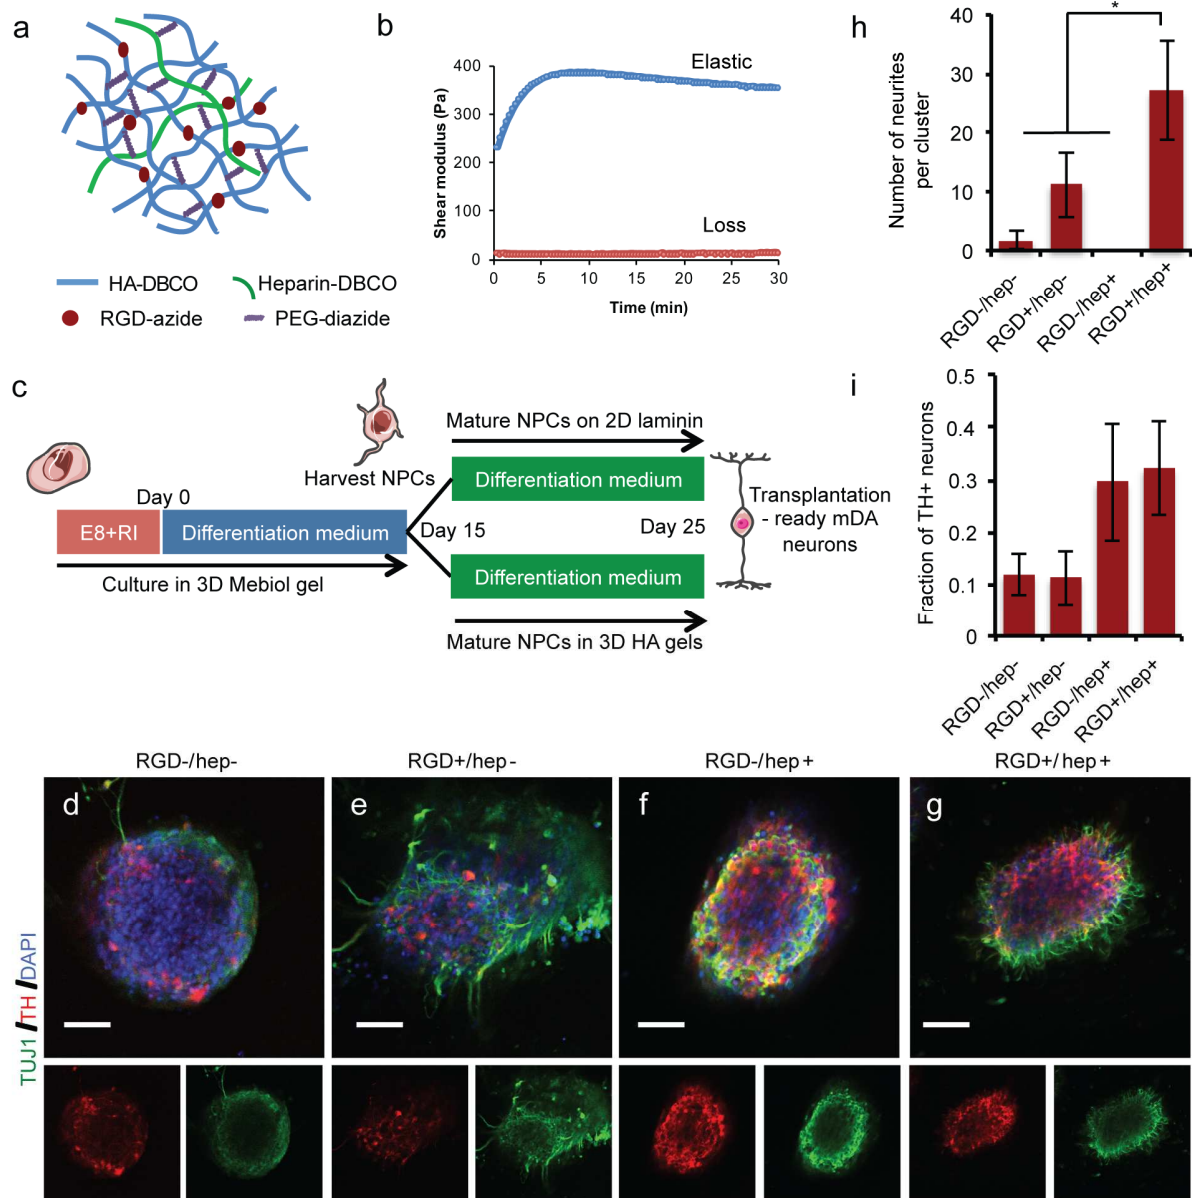 a
HA-DBCO
Heparin-DBCO
RGD-azide
PEG-diazide
b
Shear modulus (Pa)
400
300
200
100
0
Elastic
Loss
0 5 10 15 20 25 30
Time (min)
h
Number of neurites
per cluster
40
30
20
10
0
*
RGD-/hep-
RGD+/hep-
RGD-/hep+
RGD+/hep+
c
Harvest NPCs
Mature NPCs on 2D laminin
Differentiation medium
Day 0
E8+RI
Differentiation medium
Day 15
Day 25
Transplantation
- ready mDA
neurons
Culture in 3D Mebiol gel
Differentiation medium
Mature NPCs in 3D HA gels
i
Fraction of TH+ neurons
0.5
0.4
0.3
0.2
0.1
0
RGD-/hep-
RGD+/hep-
RGD-/hep+
RGD+/hep+
TUJ1/TH/DAPI
RGD-/hep-
d
RGD+/hep -
e
RGD-/hep +
f
RGD+/ hep +
g